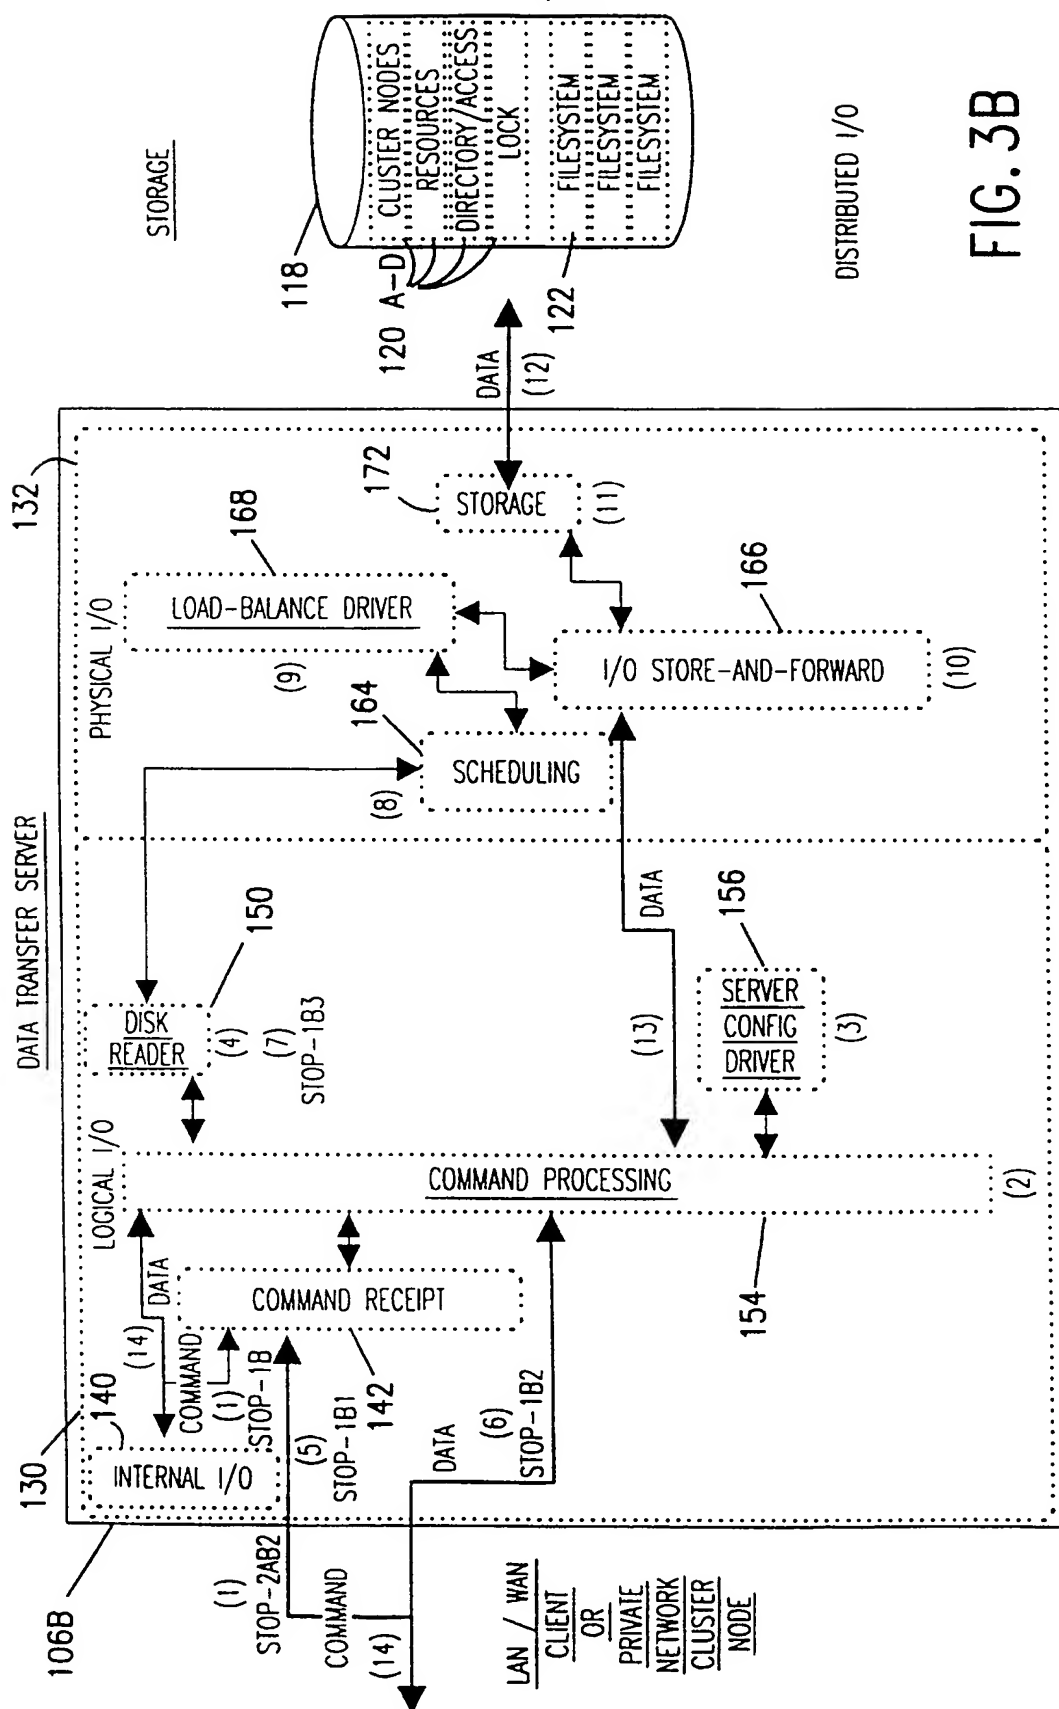 DATA TRANSFER SERVER
STORAGE
106B
130
140
INTERNAL I/O
LOGICAL I/O
(14)
DATA
COMMAND
(1)
STOP-1B
COMMAND RECEIPT
142
(5)
STOP-1B1
DATA
(6)
STOP-1B2
(1)
STOP-2AB2
COMMAND
(14)
LAN / WAN
CLIENT
OR
PRIVATE
NETWORK
CLUSTER
NODE
COMMAND PROCESSING
(2)
154
DISK
READER
150
(4)
(7)
STOP-1B3
SERVER
CONFIG
DRIVER
156
(3)
(13)
DATA
PHYSICAL I/O
132
LOAD-BALANCE DRIVER
168
(9)
SCHEDULING
164
(8)
I/O STORE-AND-FORWARD
166
(10)
STORAGE
172
(11)
DATA
(12)
118
120 A-D
CLUSTER NODES
RESOURCES
DIRECTORY/ACCESS
LOCK
FILESYSTEM
FILESYSTEM
FILESYSTEM
122
DISTRIBUTED I/O
FIG. 3B